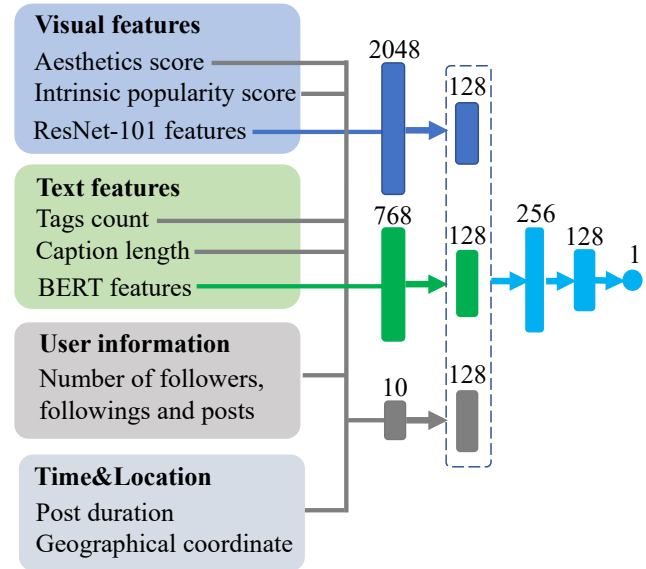 Visual features
Aesthetics score
Intrinsic popularity score
ResNet-101 features
Text features
Tags count
Caption length
BERT features
User information
Number of followers,
followings and posts
Time&Location
Post duration
Geographical coordinate
2048
128
768
128
256
128
1
10
128